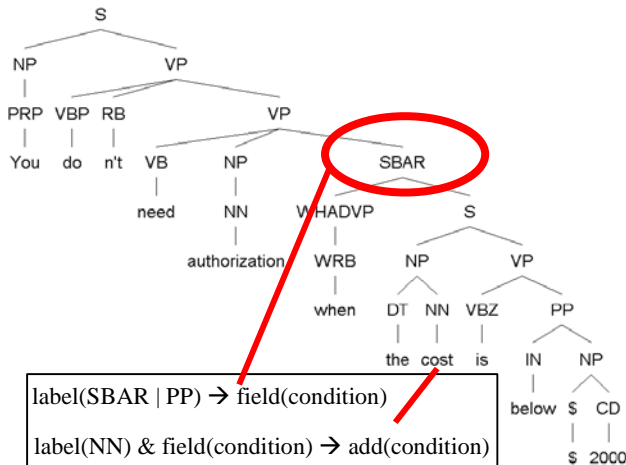 S
NP VP
PRP VBP RB VP
You do n't VB NP SBAR
need NN WHADVP S
authorization WRB NP VP
when DT NN VBZ PP
the cost is IN NP
below $ CD
$ 2000
label(SBAR | PP) → field(condition)
label(NN) & field(condition) → add(condition)